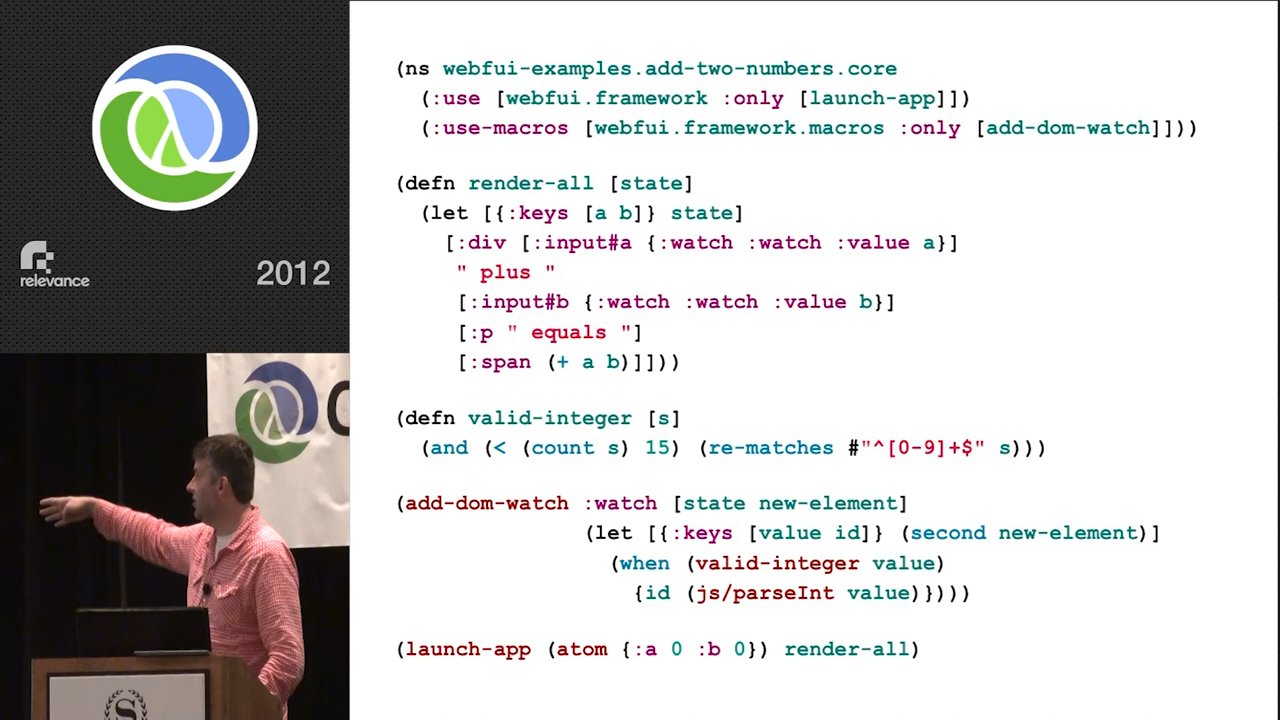 relevance
2012
(ns webfui-examples.add-two-numbers.core
(:use [webfui.framework :only [launch-app]])
(:use-macros [webfui.framework.macros :only [add-dom-watch]]))
(defn render-all [state]
(let [{:keys [a b]} state]
[:div [:input#a {:watch :watch :value a}]
" plus "
[:input#b {:watch :watch :value b}]
[:p " equals "]
[:span (+ a b)]]))
(defn valid-integer [s]
(and (< (count s) 15) (re-matches #"^[0-9]+$" s)))
(add-dom-watch :watch [state new-element]
(let [{:keys [value id]} (second new-element)]
(when (valid-integer value)
{id (js/parseInt value)})))
(launch-app (atom {:a 0 :b 0}) render-all)
S